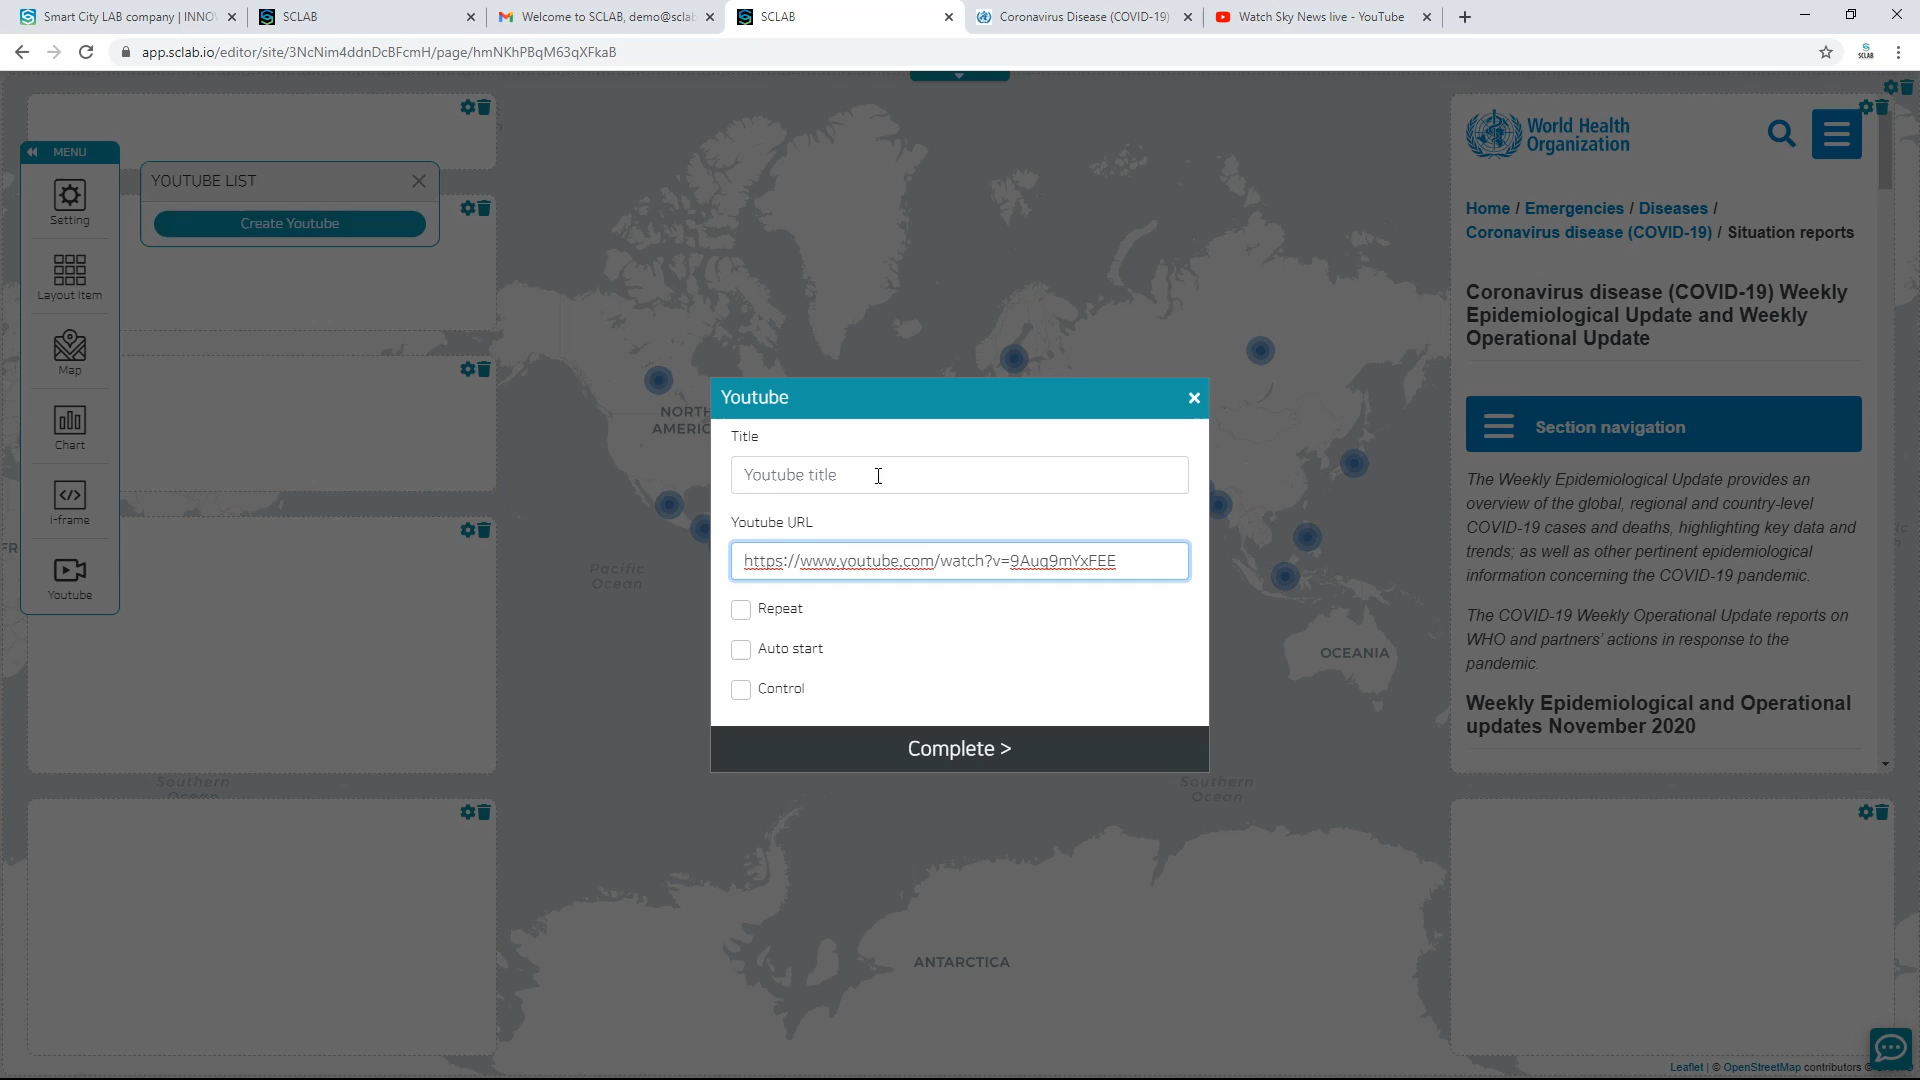 Smart City LAB company | INNOV
SCLAB
Welcome to SCLAB, demo@sclab
SCLAB
Coronavirus Disease (COVID-19)
Watch Sky News live - YouTube
app.sclab.io/editor/site/3NcNim4ddnDcBFcmH/page/hmNKhPBqM63qXFkaB
SCLAB
MENU
Setting
Layout Item
Map
Chart
i-frame
Youtube
YOUTUBE LIST
Create Youtube
NORTH
AMERIC
Pacific
Ocean
Southern
Ocean
Southern
Ocean
OCEANIA
ANTARCTICA
Youtube
Title
Youtube title
Youtube URL
https://www.youtube.com/watch?v=9Auq9mYxFEE
Repeat
Auto start
Control
Complete >
World Health
Organization
Home / Emergencies / Diseases /
Coronavirus disease (COVID-19) / Situation reports
Coronavirus disease (COVID-19) Weekly
Epidemiological Update and Weekly
Operational Update
Section navigation
The Weekly Epidemiological Update provides an
overview of the global, regional and country-level
COVID-19 cases and deaths, highlighting key data and
trends; as well as other pertinent epidemiological
information concerning the COVID-19 pandemic.
The COVID-19 Weekly Operational Update reports on
WHO and partners' actions in response to the
pandemic.
Weekly Epidemiological and Operational
updates November 2020
Leaflet | © OpenStreetMap contributors ©